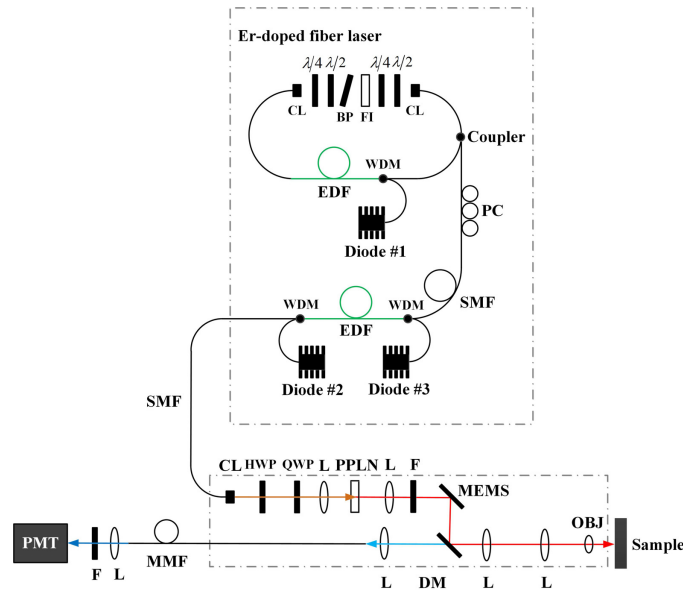 Er-doped fiber laser
λ/4 λ/2 λ/4 λ/2
CL BP FI CL
Coupler
WDM
EDF
PC
Diode #1
SMF
WDM WDM
EDF
Diode #2 Diode #3
SMF
CL HWP QWP L PPLN L F
MEMS
OBJ
PMT
Sample
F L MMF L DM L L